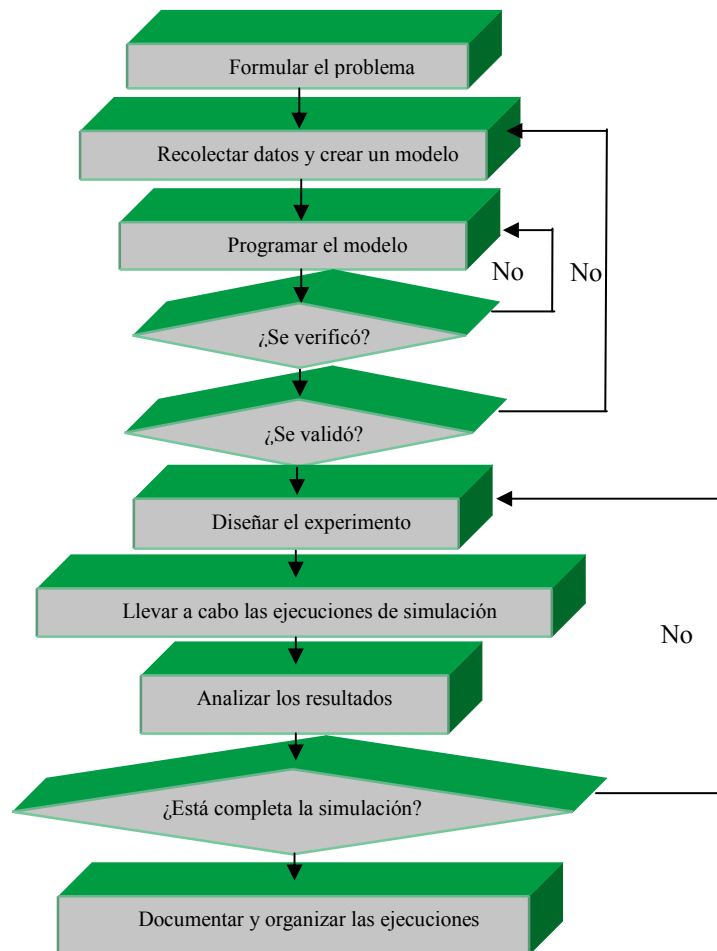 Formular el problema
Recolectar datos y crear un modelo
Programar el modelo
No
No
¿Se verificó?
¿Se validó?
Diseñar el experimento
Llevar a cabo las ejecuciones de simulación
No
Analizar los resultados
¿Está completa la simulación?
Documentar y organizar las ejecuciones